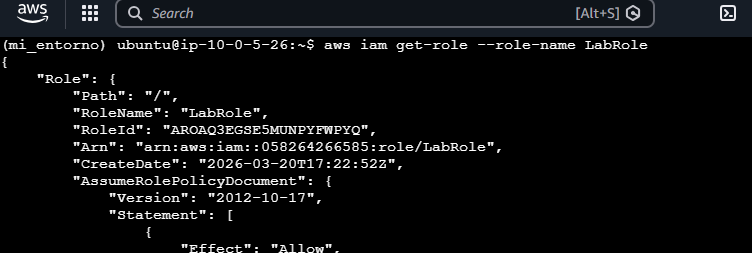 aws
Search
[Alt+S]
(mi_entorno) ubuntu@ip-10-0-5-26:~$ aws iam get-role --role-name LabRole
{
    "Role": {
        "Path": "/",
        "RoleName": "LabRole",
        "RoleId": "AROAQ3EGSE5MUNPYFWPYQ",
        "Arn": "arn:aws:iam::058264266585:role/LabRole",
        "CreateDate": "2026-03-20T17:22:52Z",
        "AssumeRolePolicyDocument": {
            "Version": "2012-10-17",
            "Statement": [
                {
                    "Effect": "Allow",